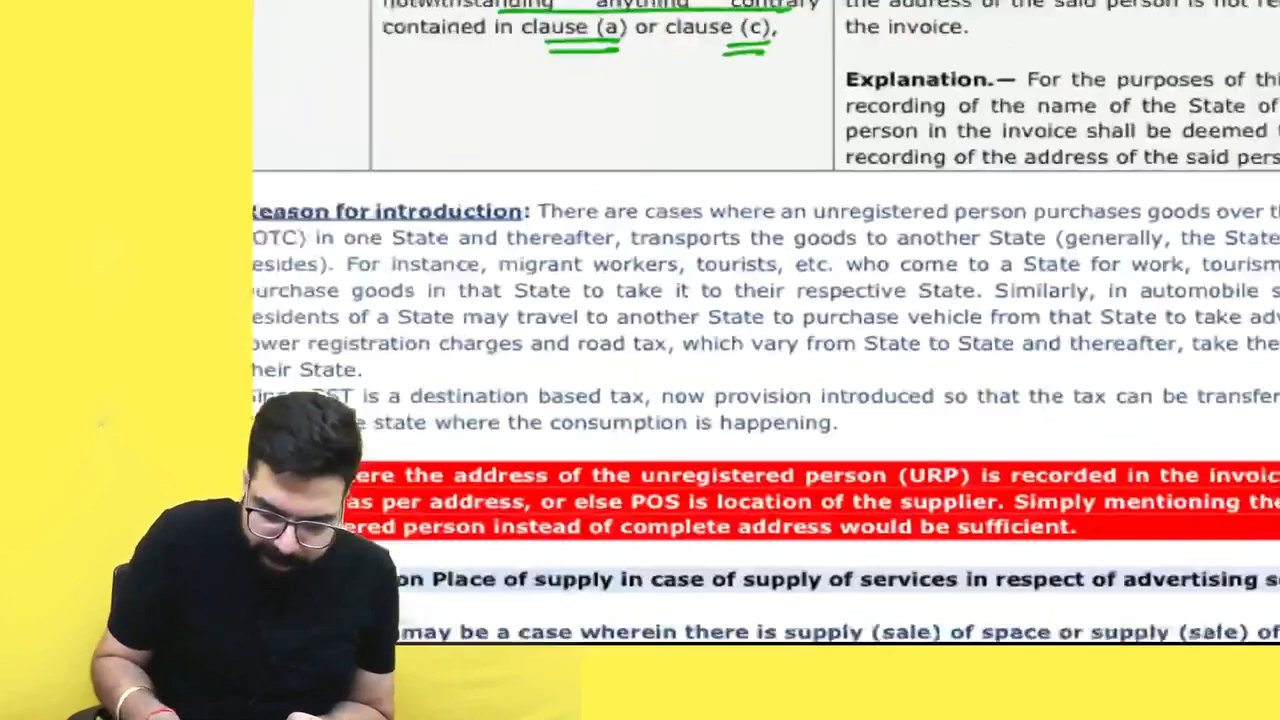 notwithstanding anything contrary
contained in clause (a) or clause (c),
the address of the said person is not
the invoice.
Explanation.— For the purposes of
recording of the name of the State of
person in the invoice shall be deemed
recording of the address of the said
Reason for introduction: There are cases where an unregistered person purchases goods over
OTC) in one State and thereafter, transports the goods to another State (generally, the State
esides). For instance, migrant workers, tourists, etc. who come to a State for work, tourism
urchase goods in that State to take it to their respective State. Similarly, in automobile
esidents of a State may travel to another State to purchase vehicle from that State to take
ower registration charges and road tax, which vary from State to State and thereafter, take
heir State.
is a destination based tax, now provision introduced so that the tax can be
state where the consumption is happening.
ere the address of the unregistered person (URP) is recorded in the
as per address, or else POS is location of the supplier. Simply mentioning
ered person instead of complete address would be sufficient.
on Place of supply in case of supply of services in respect of advertising
may be a case wherein there is supply (sale) of space or supply (sale) of